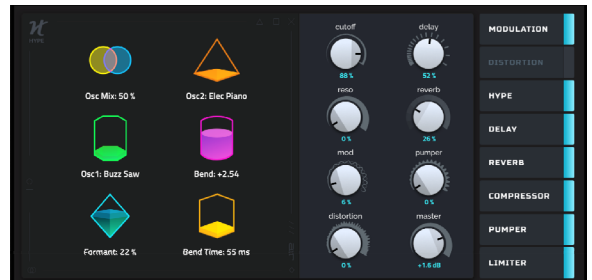 HYPE
Osc Mix: 50 %
Osc2: Elec Piano
Osc1: Buzz Saw
Bend: +2.54
Formant: 22 %
Bend Time: 55 ms
cutoff
delay
88 %
52 %
reso
reverb
0 %
26 %
mod
pumper
6 %
0 %
distortion
master
0 %
+1.6 dB
MODULATION
DISTORTION
HYPE
DELAY
REVERB
COMPRESSOR
PUMPER
LIMITER